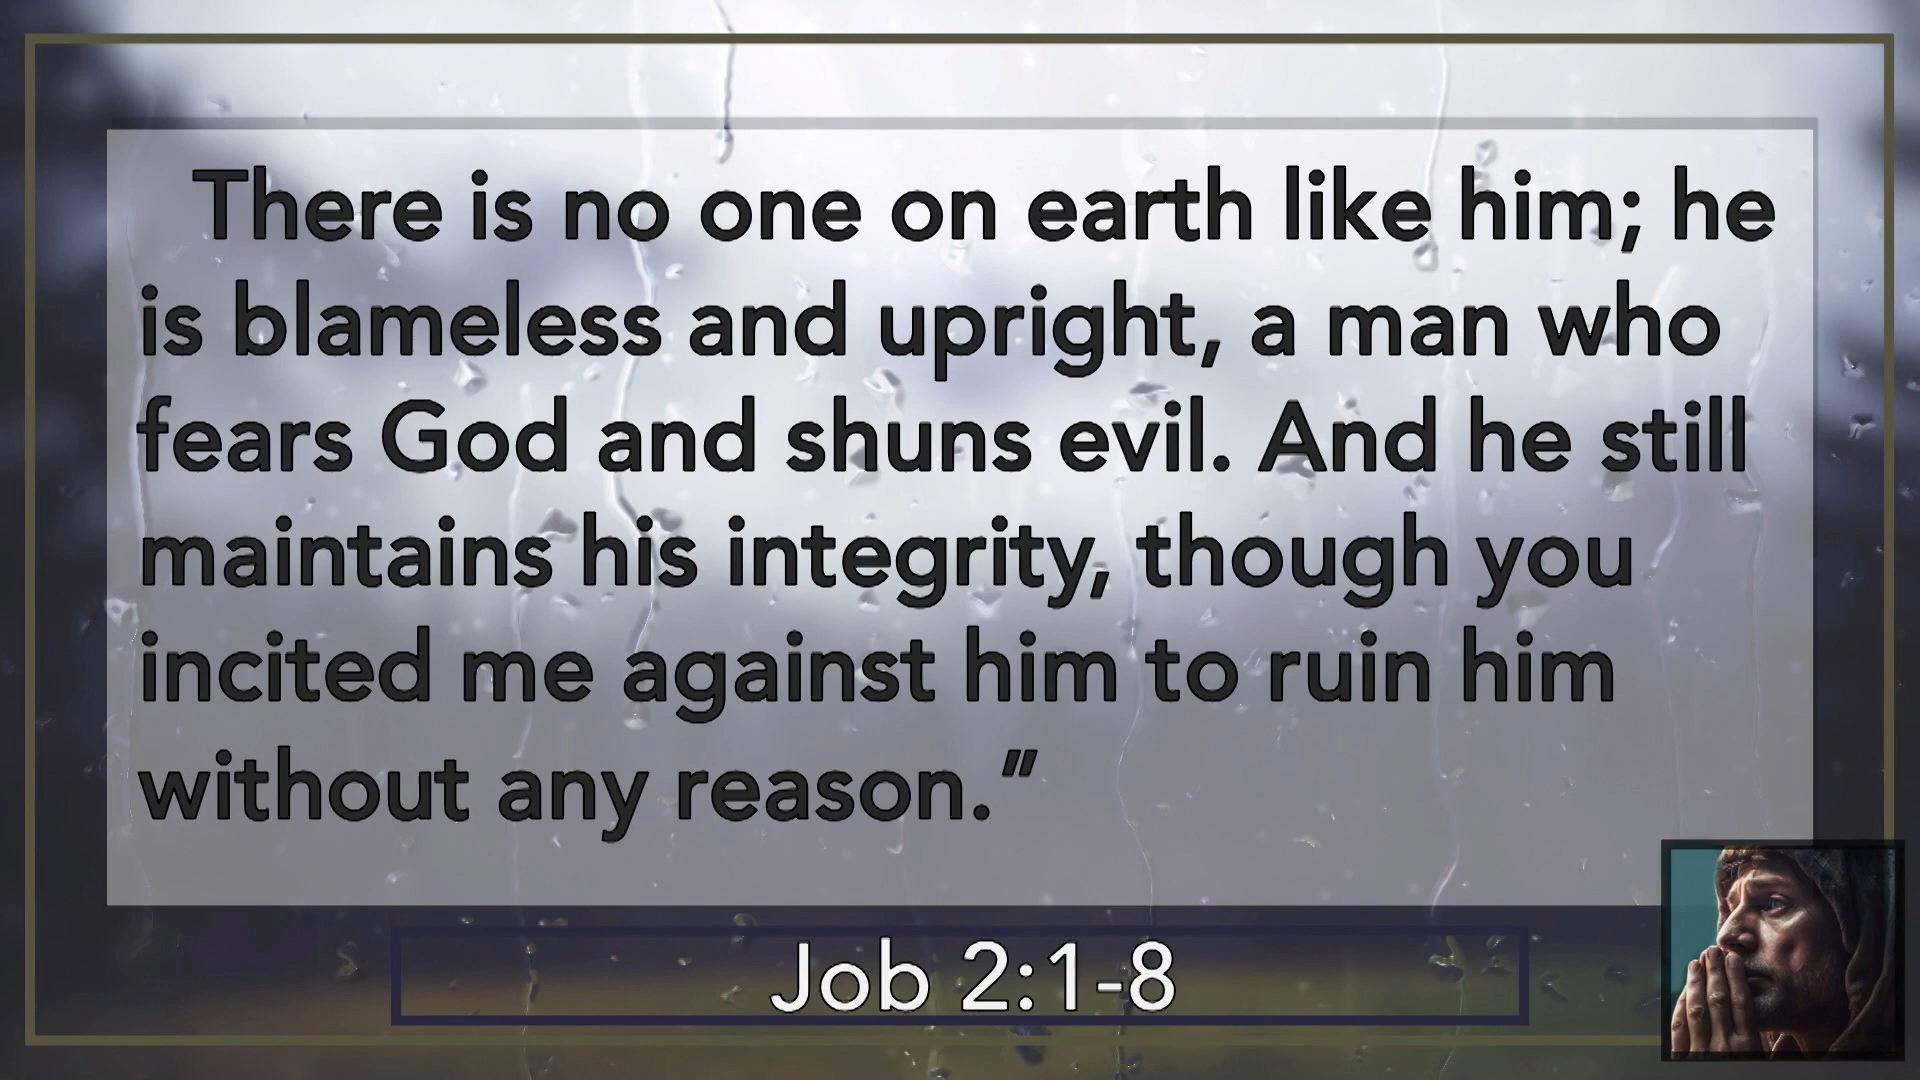 There is no one on earth like him; he
is blameless and upright, a man who
fears God and shuns evil. And he still
maintains his integrity, though you
incited me against him to ruin him
without any reason.”
Job 2:1-8